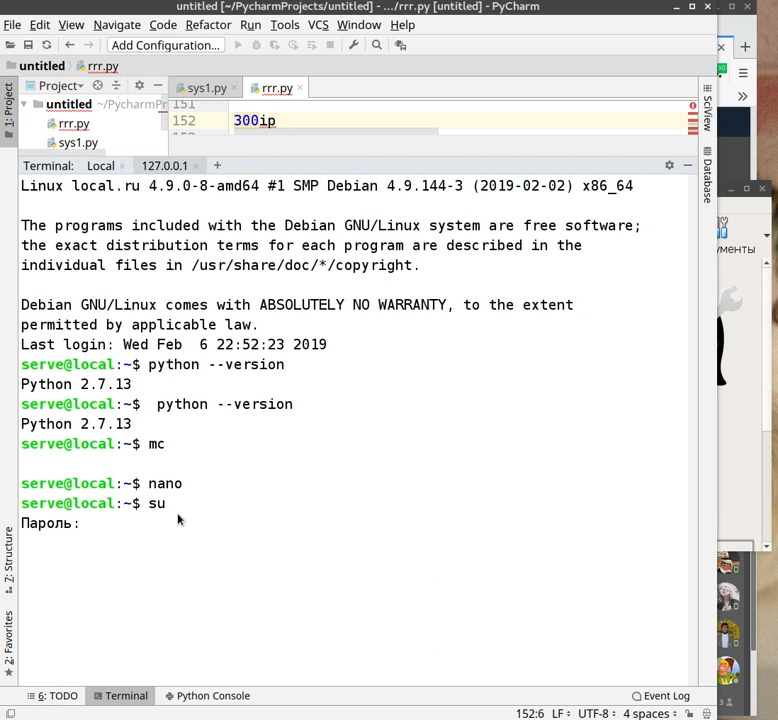 untitled [~/PycharmProjects/untitled] - .../rrr.py [untitled] - PyCharm
File Edit View Navigate Code Refactor Run Tools VCS Window Help
Add Configuration...
untitled rrr.py
1: Project
Project
sys1.py
rrr.py
untitled ~/PycharmPr
151
rrr.py
152 300ip
sys1.py
SciView
Database
Terminal: Local 127.0.0.1
Linux local.ru 4.9.0-8-amd64 #1 SMP Debian 4.9.144-3 (2019-02-02) x86_64
The programs included with the Debian GNU/Linux system are free software;
the exact distribution terms for each program are described in the
individual files in /usr/share/doc/*/copyright.
Debian GNU/Linux comes with ABSOLUTELY NO WARRANTY, to the extent
permitted by applicable law.
Last login: Wed Feb  6 22:52:23 2019
serve@local:~$ python --version
Python 2.7.13
serve@local:~$  python --version
Python 2.7.13
serve@local:~$ mc
serve@local:~$ nano
serve@local:~$ su
Пароль:
ументы
7: Structure
2: Favorites
6: TODO Terminal Python Console Event Log
152:6 LF UTF-8 4 spaces